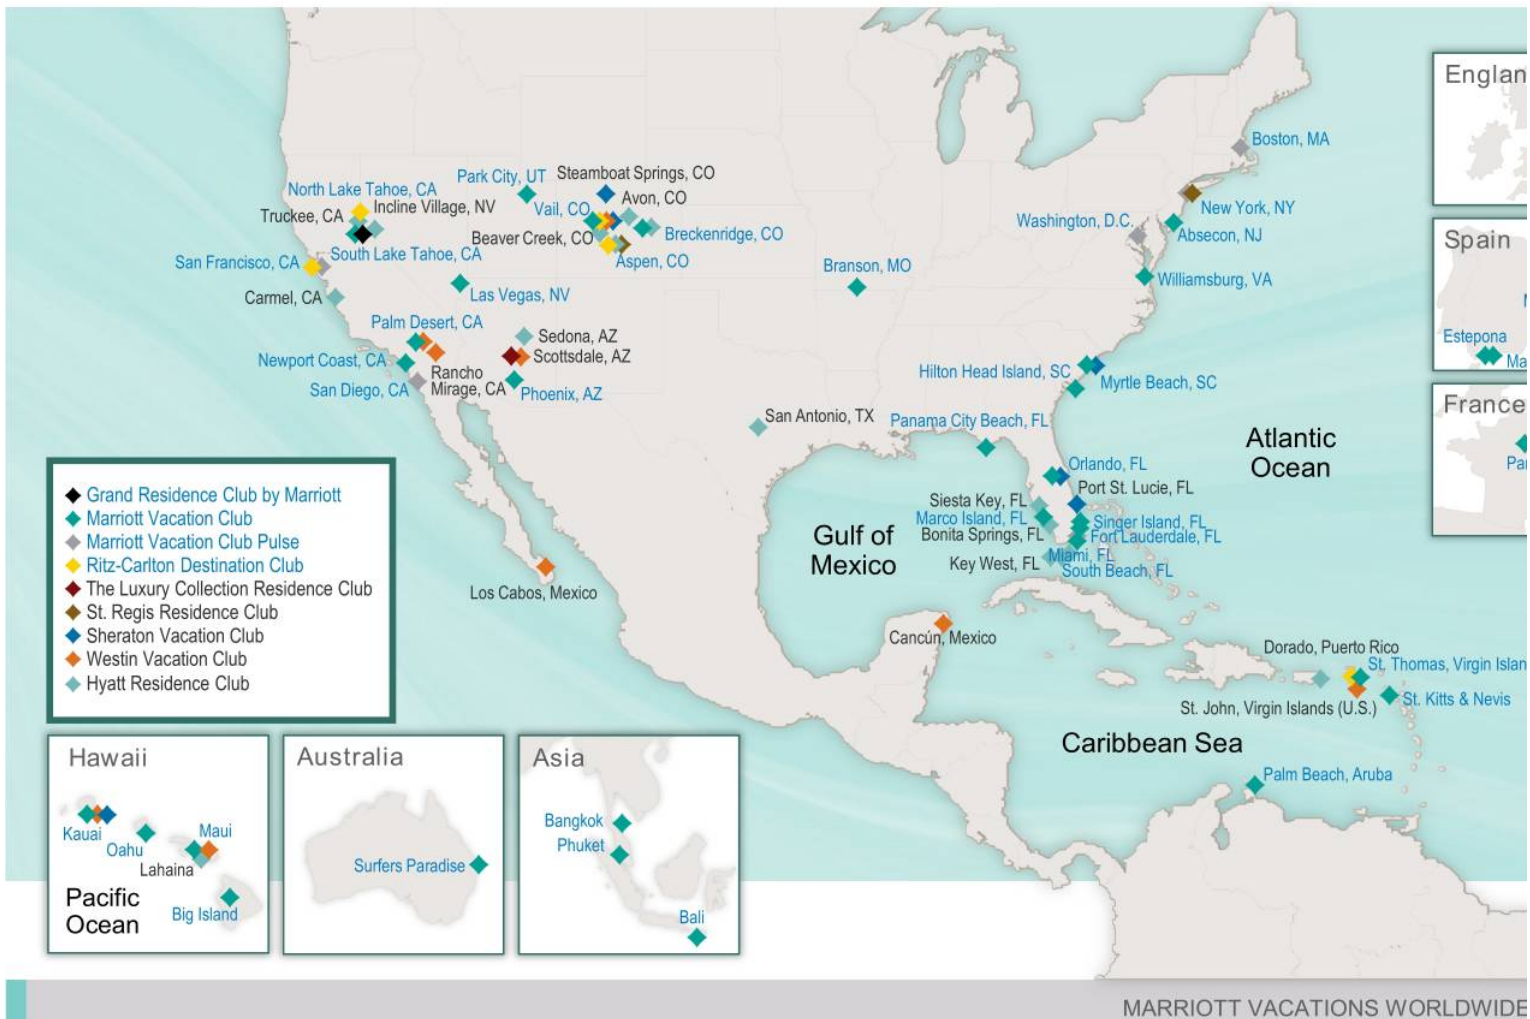 North Lake Tahoe, CA
Truckee, CA
Incline Village, NV
South Lake Tahoe, CA
San Francisco, CA
Carmel, CA
Park City, UT
Steamboat Springs, CO
Vail, CO
Avon, CO
Beaver Creek, CO
Breckenridge, CO
Aspen, CO
Las Vegas, NV
Palm Desert, CA
Newport Coast, CA
San Diego, CA
Rancho
Mirage, CA
Sedona, AZ
Scottsdale, AZ
Phoenix, AZ
Branson, MO
San Antonio, TX
Boston, MA
New York, NY
Washington, D.C.
Absecon, NJ
Williamsburg, VA
Hilton Head Island, SC
Myrtle Beach, SC
Panama City Beach, FL
Orlando, FL
Port St. Lucie, FL
Siesta Key, FL
Marco Island, FL
Bonita Springs, FL
Singer Island, FL
Fort Lauderdale, FL
Miami, FL
Key West, FL
South Beach, FL
Atlantic
Ocean
Gulf of
Mexico
Los Cabos, Mexico
Cancún, Mexico
Dorado, Puerto Rico
St. Thomas, Virgin Islan
St. John, Virgin Islands (U.S.)
St. Kitts & Nevis
Caribbean Sea
Palm Beach, Aruba
Englan
Spain
Estepona
Ma
France
Par
Grand Residence Club by Marriott
Marriott Vacation Club
Marriott Vacation Club Pulse
Ritz-Carlton Destination Club
The Luxury Collection Residence Club
St. Regis Residence Club
Sheraton Vacation Club
Westin Vacation Club
Hyatt Residence Club
Hawaii
Kauai
Oahu
Maui
Lahaina
Pacific
Ocean
Big Island
Australia
Surfers Paradise
Asia
Bangkok
Phuket
Bali
MARRIOTT VACATIONS WORLDWIDE